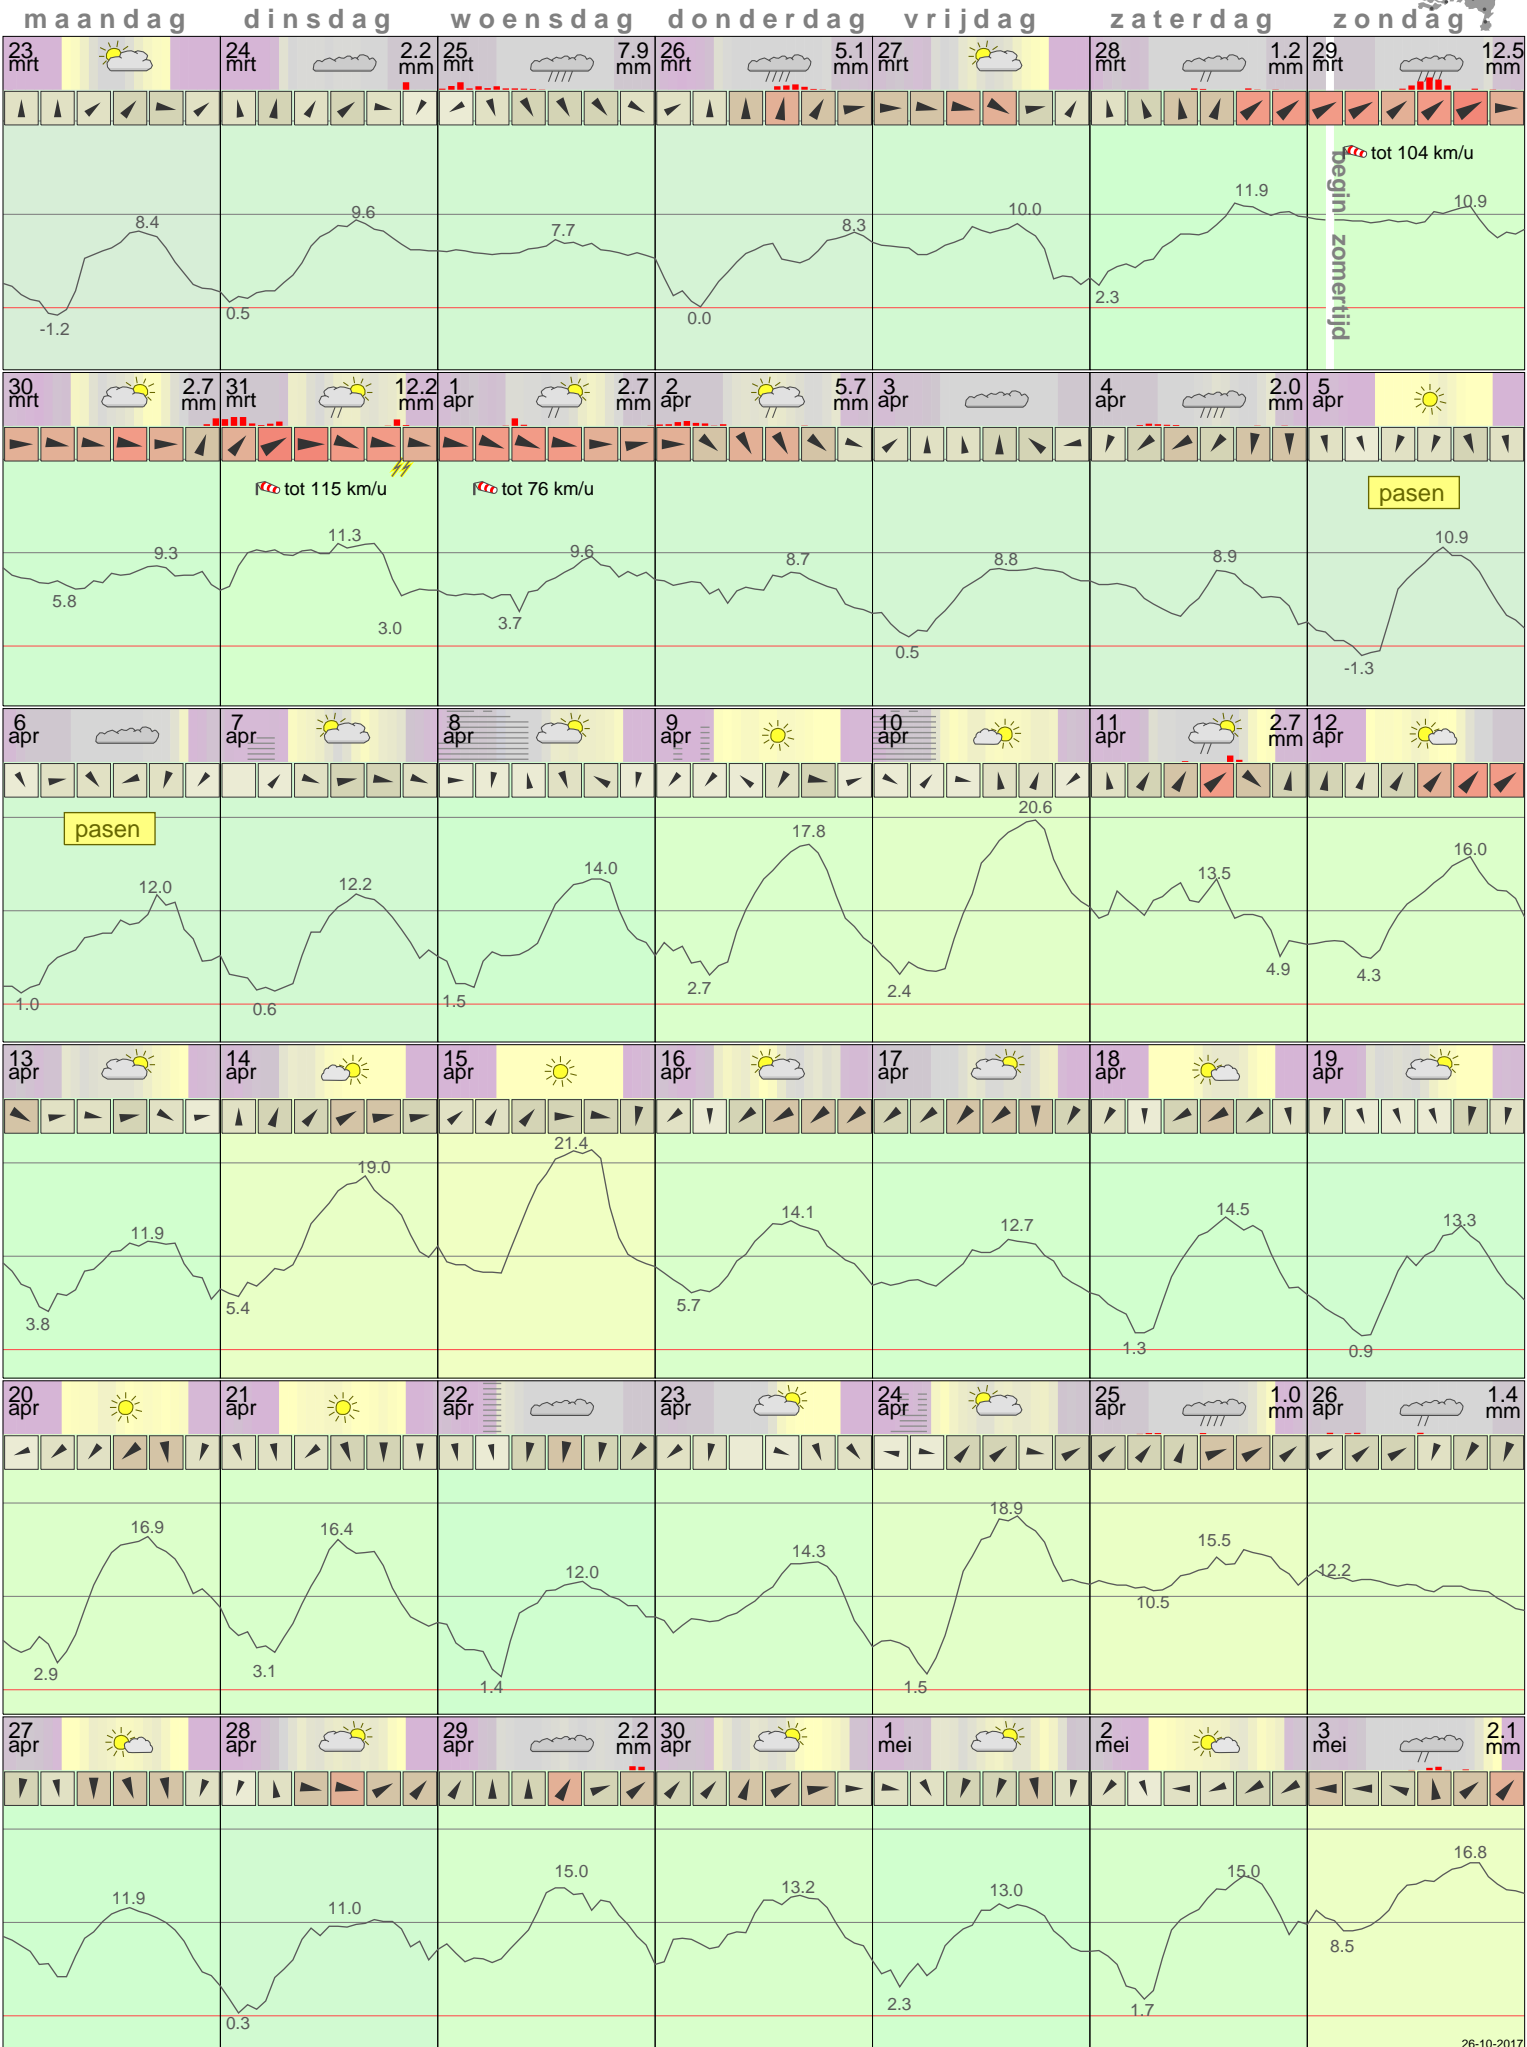 maandag dinsdag woensdag donderdag vrijdag zaterdag zondag
23 mrt
24 mrt 2.2 mm
25 mrt 7.9 mm
26 mrt 5.1 mm
27 mrt
28 mrt 1.2 mm
29 mrt 12.5 mm
tot 104 km/u
begin zomertijd
8.4
-1.2
9.6
0.5
7.7
8.3
0.0
10.0
11.9
2.3
10.9
30 mrt 2.7 mm
31 mrt 12.2 mm
1 apr 2.7 mm
2 apr 5.7 mm
3 apr
4 apr 2.0 mm
5 apr
tot 115 km/u
tot 76 km/u
pasen
9.3
5.8
11.3
3.0
9.6
3.7
8.7
8.8
0.5
8.9
10.9
-1.3
6 apr
7 apr
8 apr
9 apr
10 apr
11 apr 2.7 mm
12 apr
pasen
12.0
1.0
12.2
0.6
14.0
1.5
17.8
2.7
20.6
2.4
13.5
4.9
16.0
4.3
13 apr
14 apr
15 apr
16 apr
17 apr
18 apr
19 apr
11.9
3.8
19.0
5.4
21.4
14.1
5.7
12.7
14.5
1.3
13.3
0.9
20 apr
21 apr
22 apr
23 apr
24 apr
25 apr 1.0 mm
26 apr 1.4 mm
16.9
2.9
16.4
3.1
12.0
1.4
14.3
18.9
1.5
15.5
10.5
12.2
27 apr
28 apr
29 apr 2.2 mm
30 apr
1 mei
2 mei
3 mei 2.1 mm
11.9
11.0
0.3
15.0
13.2
13.0
2.3
15.0
1.7
16.8
8.5
26-10-2017